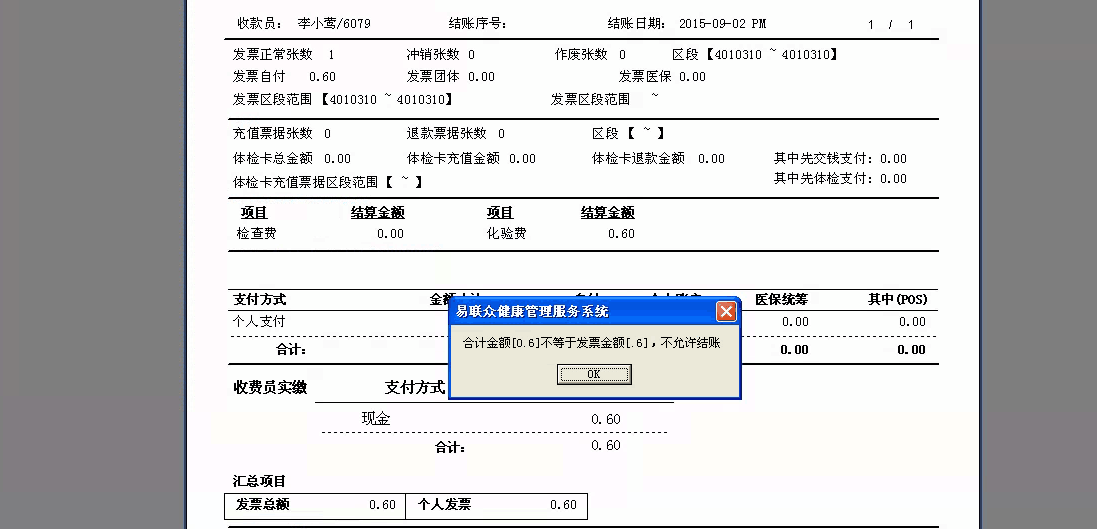 收款员： 李小莺/6079 结账序号： 结账日期： 2015-09-02 PM 1 / 1
发票正常张数 1 冲销张数 0 作废张数 0 区段【4010310 ~ 4010310】
发票自付 0.60 发票团体 0.00 发票医保 0.00
发票区段范围【4010310 ~ 4010310】 发票区段范围 ~
充值票据张数 0 退款票据张数 0 区段【 ~ 】
体检卡总金额 0.00 体检卡充值金额 0.00 体检卡退款金额 0.00 其中先交钱支付：0.00
体检卡充值票据区段范围【 ~ 】 其中先体检支付：0.00
项目 结算金额 项目 结算金额
检查费 0.00 化验费 0.60
支付方式 医保统筹 其中(POS)
易联众健康管理服务系统
个人支付 0.00 0.00
合计金额[0.6]不等于发票金额[.6]，不允许结账
合计： 0.00 0.00
OK
收费员实缴 支付方式
现金 0.60
合计： 0.60
汇总项目
发票总额 0.60 个人发票 0.60